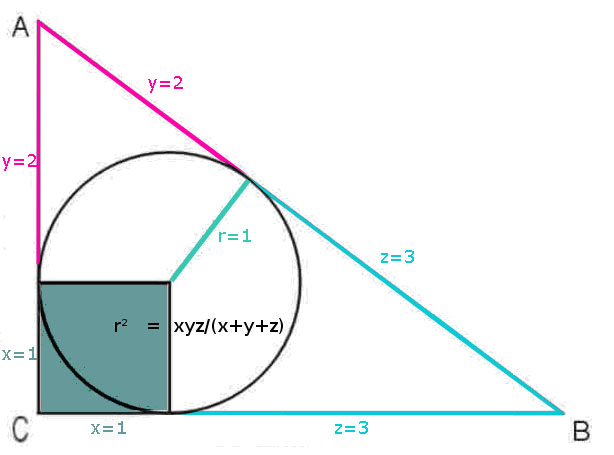 A
y=2
y=2
r=1
z=3
r² = xyz/(x+y+z)
x=1
C
x=1
z=3
B